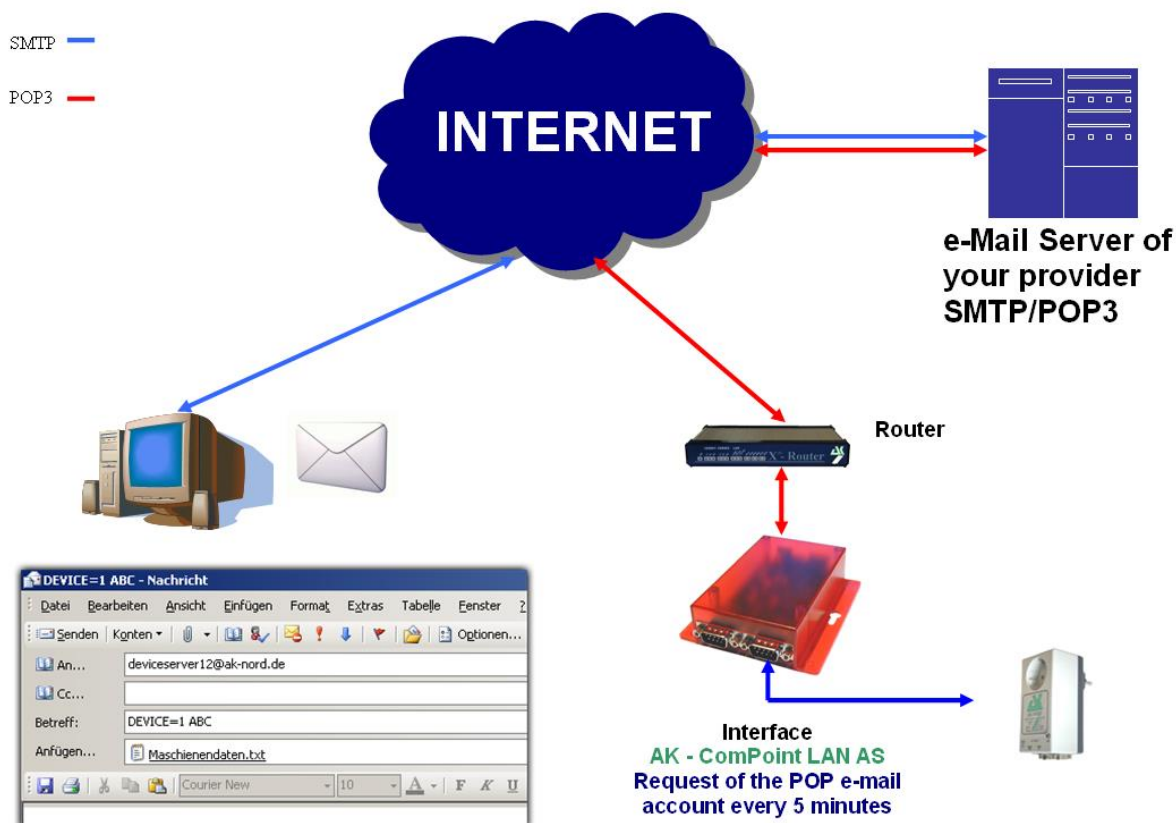 SMTP
POP3
INTERNET
e-Mail Server of
your provider
SMTP/POP3
Router
X - Router
DEVICE=1 ABC - Nachricht
Datei Bearbeiten Ansicht Einfügen Format Extras Tabelle Fenster ?
Senden Konten Optionen...
An... deviceserver12@ak-nord.de
Cc...
Betreff: DEVICE=1 ABC
Anfügen... Maschienendaten.txt
Courier New 10 A F K U
Interface
AK - ComPoint LAN AS
Request of the POP e-mail
account every 5 minutes